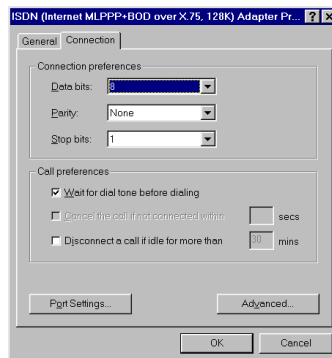 ISDN (Internet MLPPP+BOD over X.75, 128K) Adapter Pr...
General Connection
Connection preferences
Data bits: 8
Parity: None
Stop bits: 1
Call preferences
Wait for dial tone before dialing
Cancel the call if not connected within secs
Disconnect a call if idle for more than 30 mins
Port Settings... Advanced...
OK Cancel